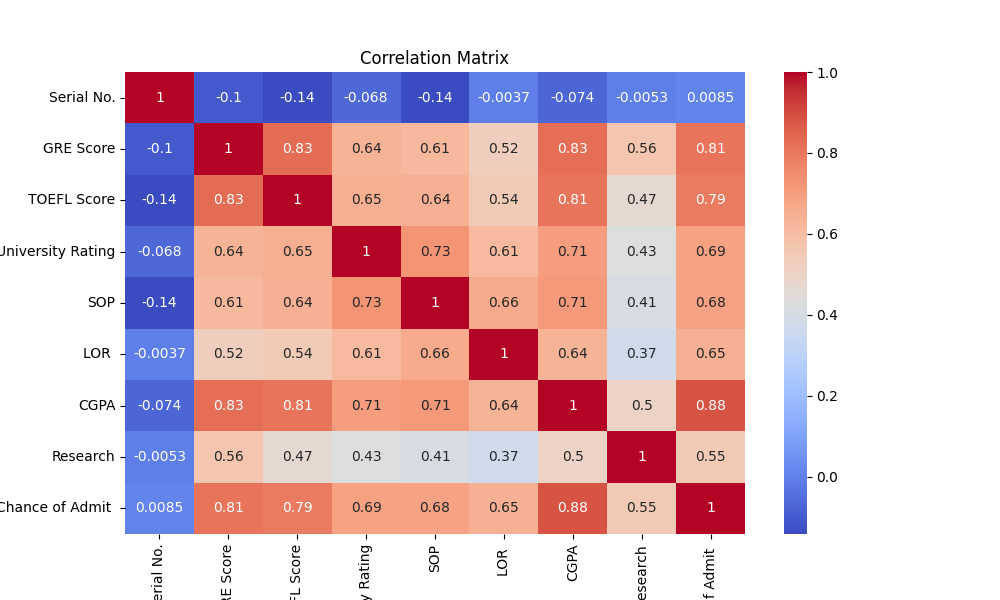 Correlation Matrix
Serial No. 1 -0.1 -0.14 -0.068 -0.14 -0.0037 -0.074 -0.0053 0.0085
GRE Score -0.1 1 0.83 0.64 0.61 0.52 0.83 0.56 0.81
TOEFL Score -0.14 0.83 1 0.65 0.64 0.54 0.81 0.47 0.79
University Rating -0.068 0.64 0.65 1 0.73 0.61 0.71 0.43 0.69
SOP -0.14 0.61 0.64 0.73 1 0.66 0.71 0.41 0.68
LOR -0.0037 0.52 0.54 0.61 0.66 1 0.64 0.37 0.65
CGPA -0.074 0.83 0.81 0.71 0.71 0.64 1 0.5 0.88
Research -0.0053 0.56 0.47 0.43 0.41 0.37 0.5 1 0.55
Chance of Admit 0.0085 0.81 0.79 0.69 0.68 0.65 0.88 0.55 1
erial No.
RE Score
FL Score
y Rating
SOP
LOR
CGPA
esearch
f Admit
1.0
0.8
0.6
0.4
0.2
0.0